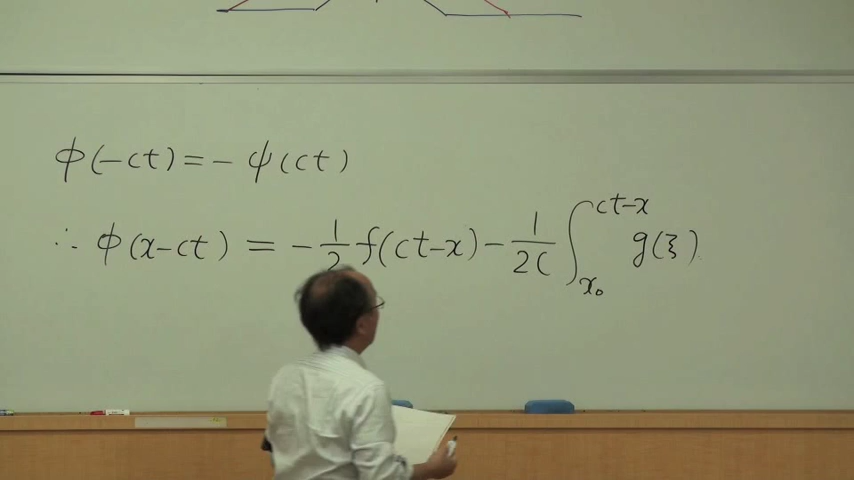 φ(-ct) = - ψ(ct)
∴ φ(x-ct) = - 1/2 f(ct-x) - 1/2c ∫_{x₀}^{ct-x} g(ξ)